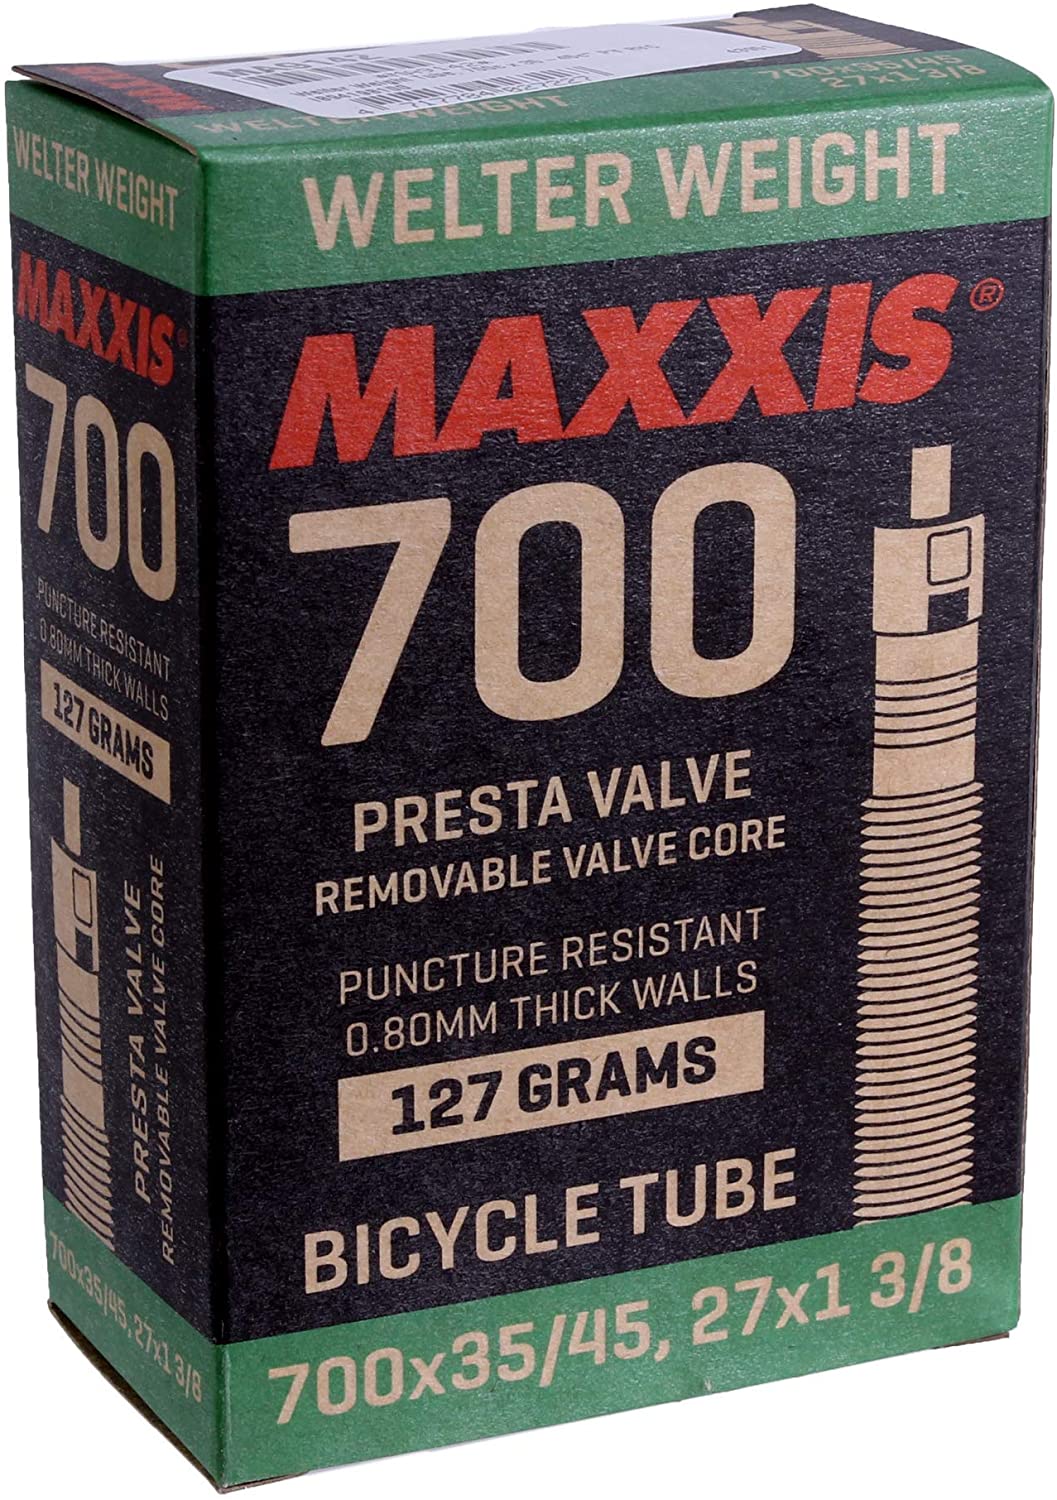 700x35/45
27x1 3/8
WELTER WEIGHT
WELTER WEIGHT
MAXXIS®
700
PRESTA VALVE
REMOVABLE VALVE CORE
PUNCTURE RESISTANT
0.80MM THICK WALLS
127 GRAMS
BICYCLE TUBE
700x35/45, 27x1 3/8
WELTER WEIGHT
MAXXIS
700
PUNCTURE RESISTANT
0.80MM THICK WALLS
127 GRAMS
PRESTA VALVE
REMOVABLE VALVE CORE
700x35/45, 27x1 3/8